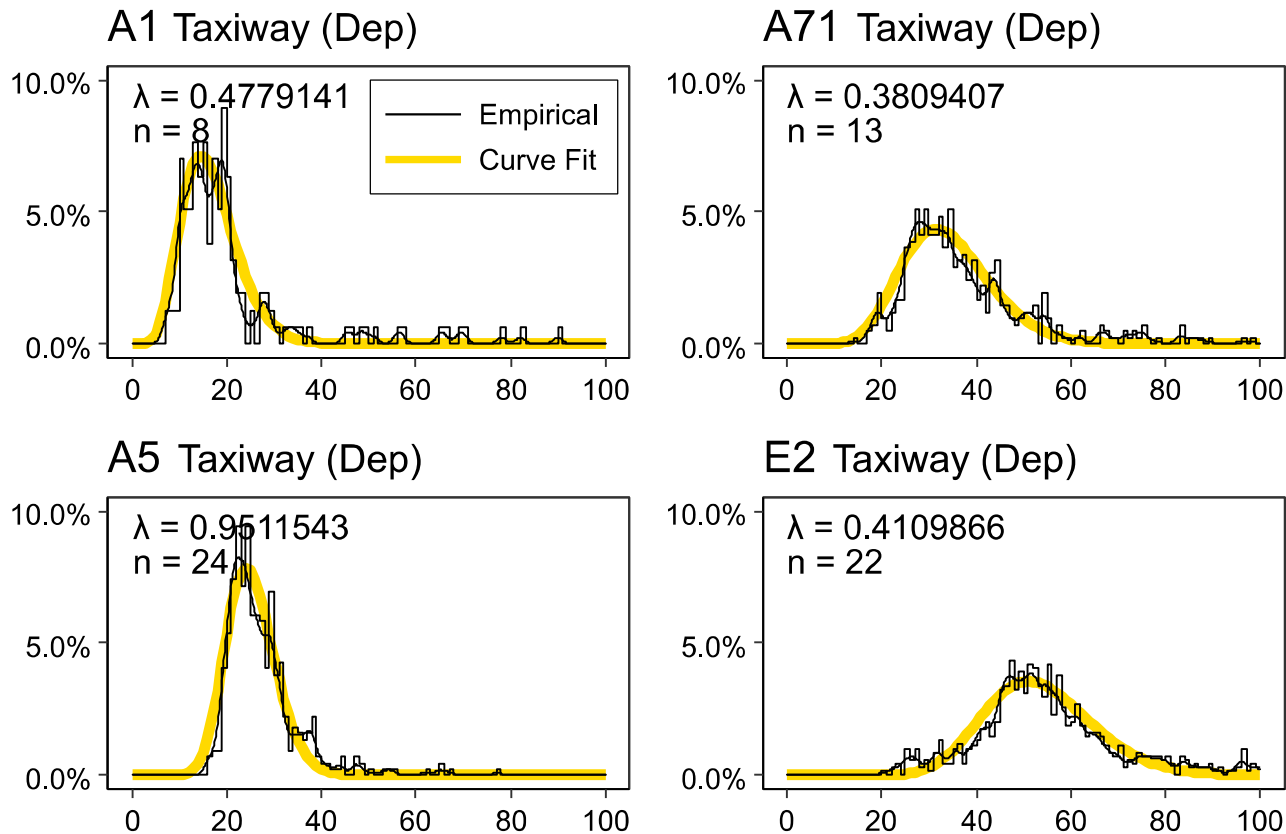 A1 Taxiway (Dep)
10.0%
5.0%
0.0%
λ = 0.4779141
n = 8
Empirical
Curve Fit
0 20 40 60 80 100
A71 Taxiway (Dep)
10.0%
5.0%
0.0%
λ = 0.3809407
n = 13
0 20 40 60 80 100
A5 Taxiway (Dep)
10.0%
5.0%
0.0%
λ = 0.9511543
n = 24
0 20 40 60 80 100
E2 Taxiway (Dep)
10.0%
5.0%
0.0%
λ = 0.4109866
n = 22
0 20 40 60 80 100